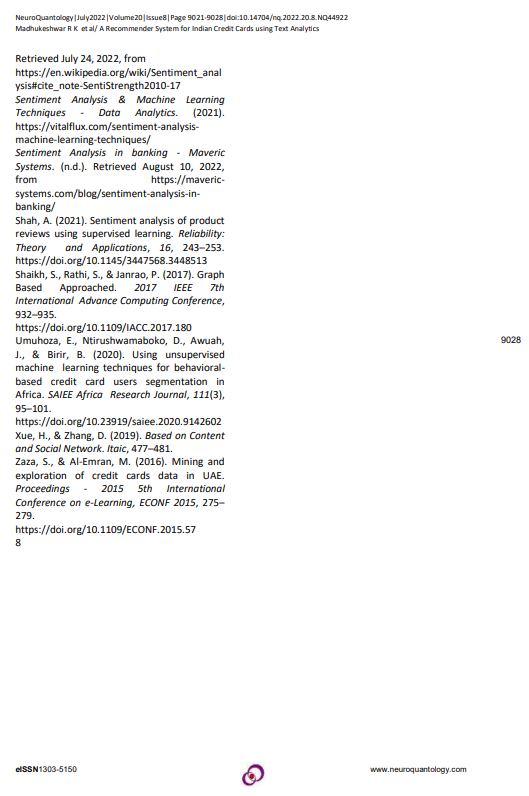 NeuroQuantology|July2022|Volume20|Issue8|Page 9021-9028|doi:10.14704/nq.2022.20.8.NQ44922
Madhukeshwar R K et al/ A Recommender System for Indian Credit Cards using Text Analytics
Retrieved July 24, 2022, from
https://en.wikipedia.org/wiki/Sentiment_anal
ysis#cite_note-SentiStrength2010-17
Sentiment Analysis & Machine Learning
Techniques - Data Analytics. (2021).
https://vitalflux.com/sentiment-analysis-
machine-learning-techniques/
Sentiment Analysis in banking - Maveric
Systems. (n.d.). Retrieved August 10, 2022,
from https://maveric-
systems.com/blog/sentiment-analysis-in-
banking/
Shah, A. (2021). Sentiment analysis of product
reviews using supervised learning. Reliability:
Theory and Applications, 16, 243–253.
https://doi.org/10.1145/3447568.3448513
Shaikh, S., Rathi, S., & Janrao, P. (2017). Graph
Based Approached. 2017 IEEE 7th
International Advance Computing Conference,
932–935.
https://doi.org/10.1109/IACC.2017.180
Umuhoza, E., Ntirushwamaboko, D., Awuah,
J., & Birir, B. (2020). Using unsupervised
machine learning techniques for behavioral-
based credit card users segmentation in
Africa. SAIEE Africa Research Journal, 111(3),
95–101.
https://doi.org/10.23919/saiee.2020.9142602
Xue, H., & Zhang, D. (2019). Based on Content
and Social Network. Itaic, 477–481.
Zaza, S., & Al-Emran, M. (2016). Mining and
exploration of credit cards data in UAE.
Proceedings - 2015 5th International
Conference on e-Learning, ECONF 2015, 275–
279.
https://doi.org/10.1109/ECONF.2015.57
8
9028
eISSN1303-5150
www.neuroquantology.com